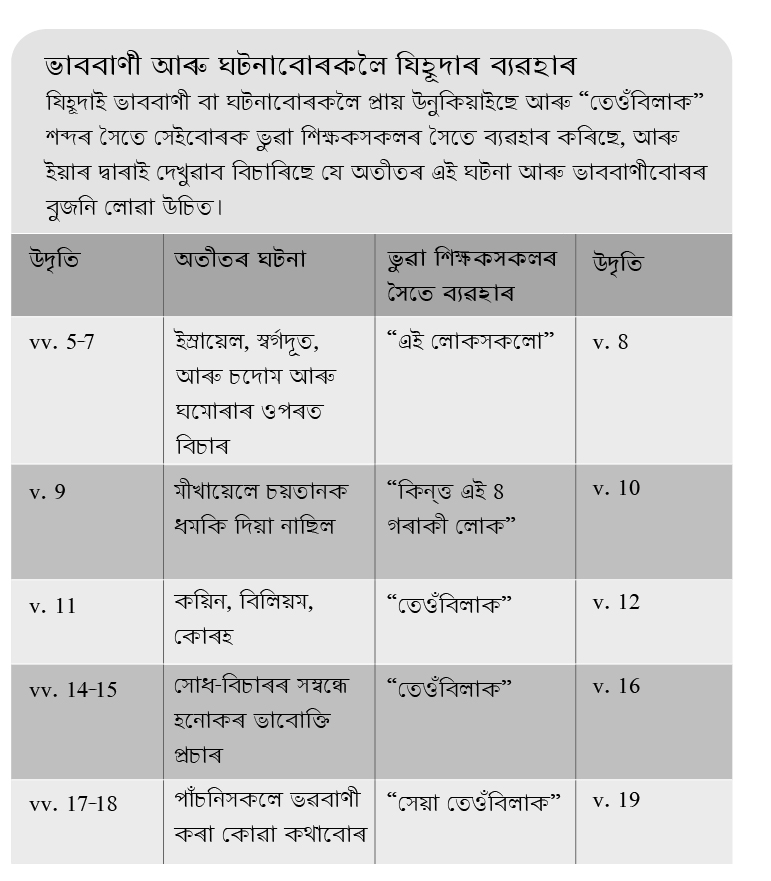 ভাববাণী আৰু ঘটনাবোৰকলৈ যিহূদাৰ ব্যৱহাৰ
যিহূদাই ভাববাণী বা ঘটনাবোৰকলৈ প্ৰায় উনুকিয়াইছে আৰু “তেওঁবিলাক”
শব্দৰ সৈতে সেইবোৰক ভুৱা শিক্ষকসকলৰ সৈতে ব্যৱহাৰ কৰিছে, আৰু
ইয়াৰ দ্বাৰাই দেখুৱাব বিচাৰিছে যে অতীতৰ এই ঘটনা আৰু ভাববাণীবোৰৰ
বুজনি লোৱা উচিত।
উদৃতি
অতীতৰ ঘটনা
ভুৱা শিক্ষকসকলৰ
সৈতে ব্যৱহাৰ
উদৃতি
vv. 5-7
ইস্ৰায়েল, স্বৰ্গদূত,
আৰু চদোম আৰু
ঘমোৰাৰ ওপৰত
বিচাৰ
“এই লোকসকলো”
v. 8
v. 9
মীখায়েলে চয়তানক
ধমকি দিয়া নাছিল
“কিন্ত্ত এই 8
গৰাকী লোক”
v. 10
v. 11
কয়িন, বিলিয়ম,
কোৰহ
“তেওঁবিলাক”
v. 12
vv. 14-15
সোধ-বিচাৰৰ সম্বন্ধে
হনোকৰ ভাবোক্তি
প্ৰচাৰ
“তেওঁবিলাক”
v. 16
vv. 17-18
পাঁচনিসকলে ভৱবাণী
কৰা কোৱা কথাবোৰ
“সেয়া তেওঁবিলাক”
v. 19